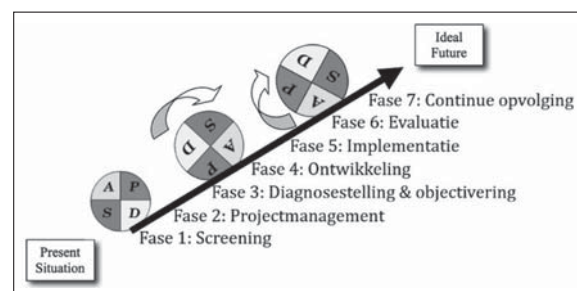 Ideal
Future
D
S
P
A
Fase 7: Continue opvolging
Fase 6: Evaluatie
S
D
A
P
Fase 5: Implementatie
Fase 4: Ontwikkeling
Fase 3: Diagnosestelling & objectivering
A P
S D
Fase 2: Projectmanagement
Fase 1: Screening
Present
Situation